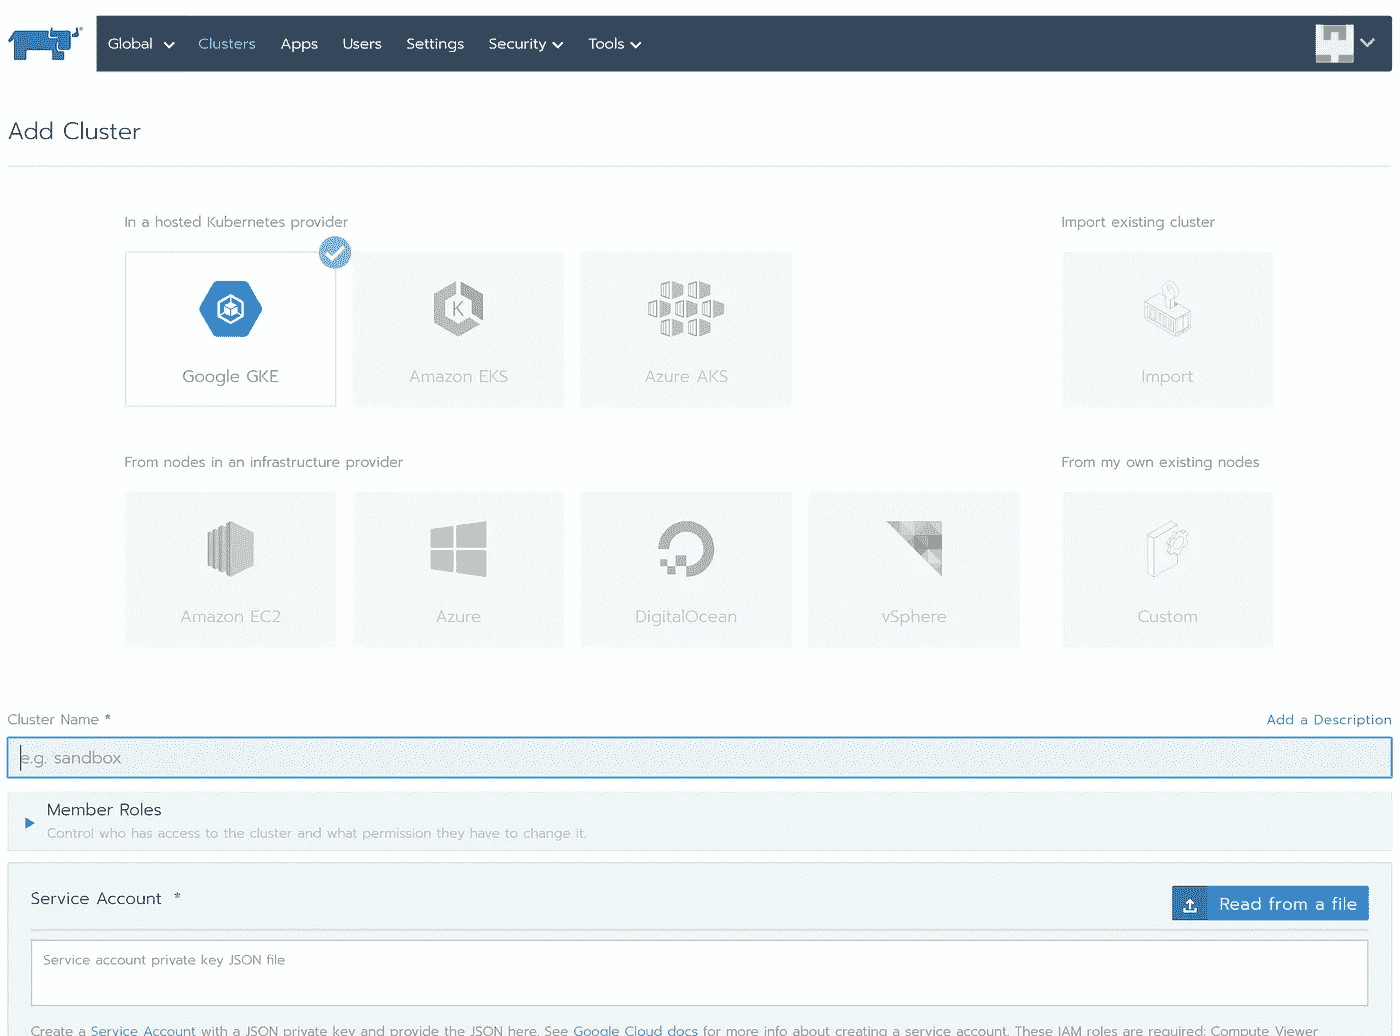 Global Clusters Apps Users Settings Security Tools
Add Cluster
In a hosted Kubernetes provider
Import existing cluster
K
Google GKE
Amazon EKS
Azure AKS
Import
From nodes in an infrastructure provider
From my own existing nodes
Amazon EC2
Azure
DigitalOcean
vSphere
Custom
Cluster Name *
Add a Description
e.g. sandbox
Member Roles
Control who has access to the cluster and what permission they have to change it.
Service Account *
Read from a file
Service account private key JSON file
Create a Service Account with a JSON private key and provide the JSON here. See Google Cloud docs for more info about creating a service account. These IAM roles are required: Compute Viewer